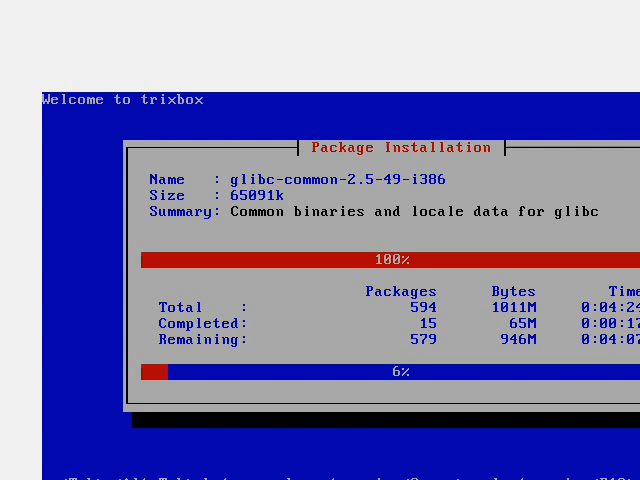 Welcome to trixbox
Package Installation
Name   : glibc-common-2.5-49-i386
Size   : 65091k
Summary: Common binaries and locale data for glibc
100%
Packages Bytes Time
Total    : 594 1011M 0:04:24
Completed: 15 65M 0:00:17
Remaining: 579 946M 0:04:07
6%